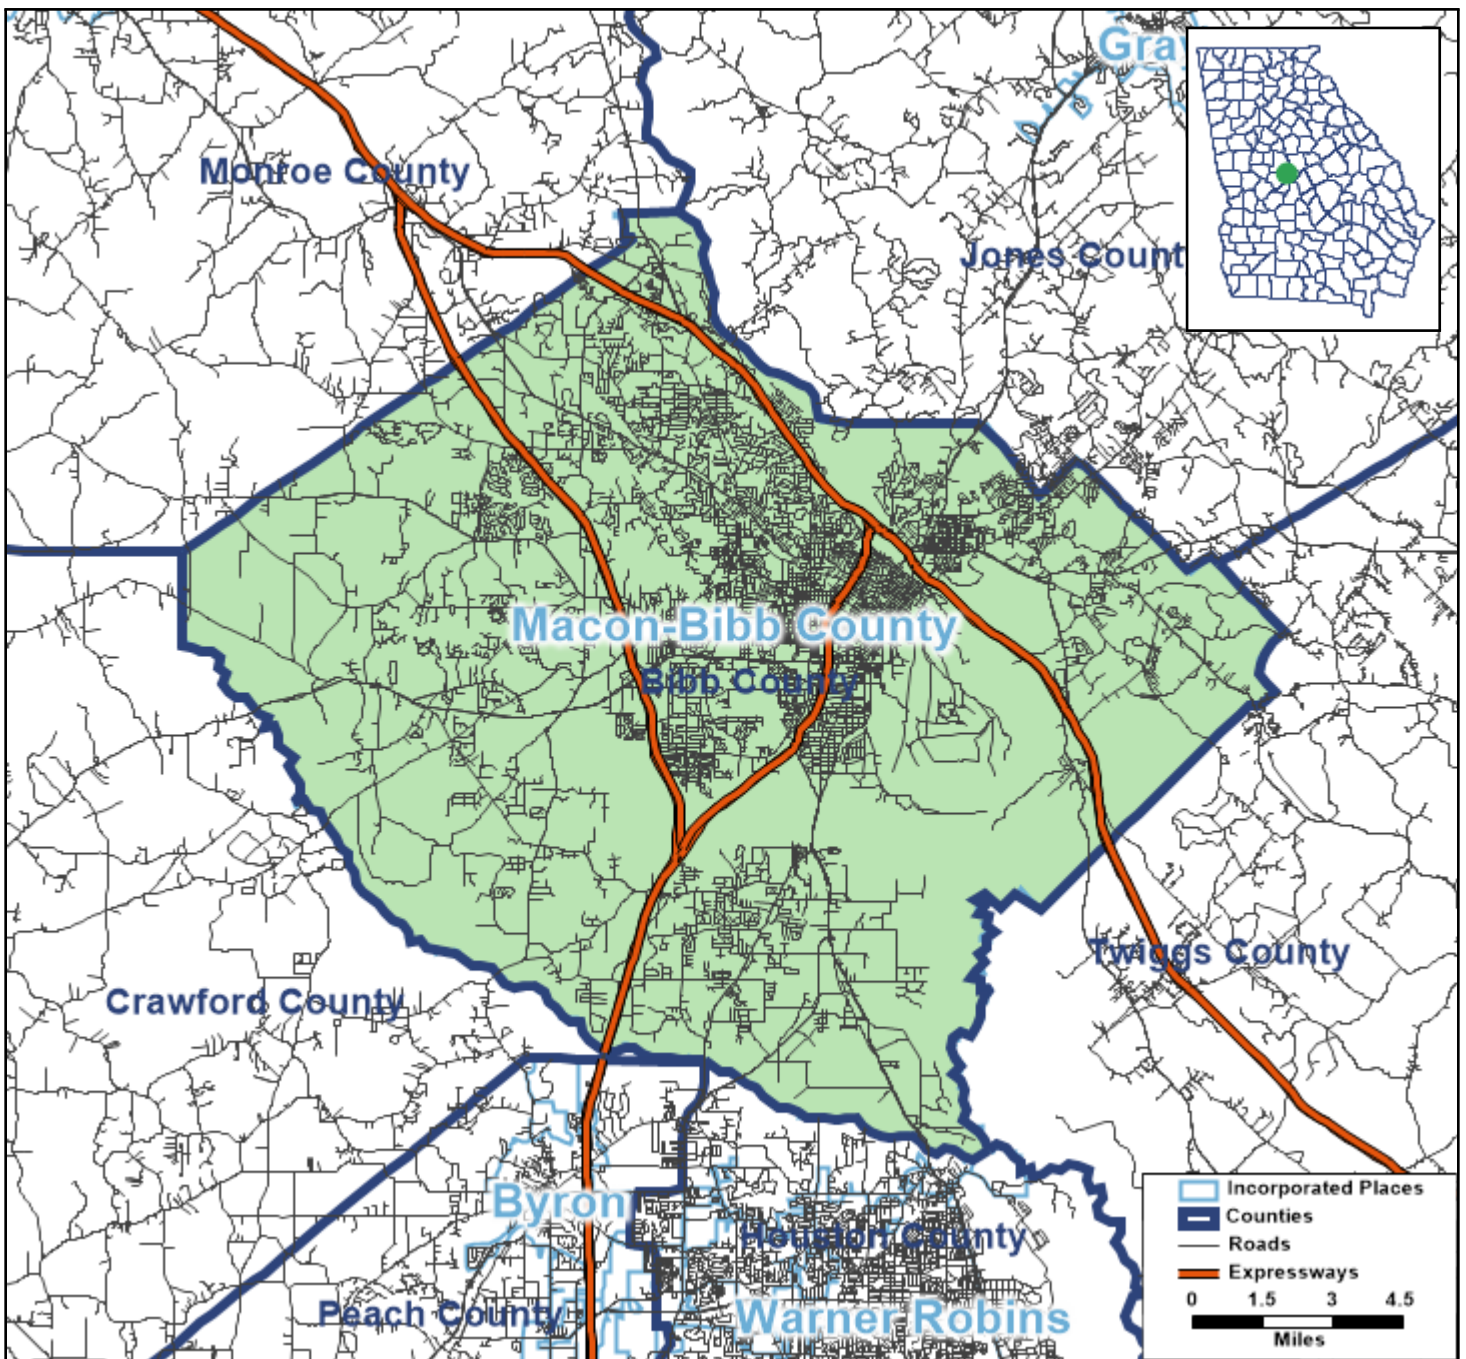 Gray
Monroe County
Jones Count
Macon-Bibb County
Bibb County
Twiggs County
Crawford County
Byron
Houston County
Peach County
Warner Robins
Incorporated Places
Counties
Roads
Expressways
0 1.5 3 4.5
Miles